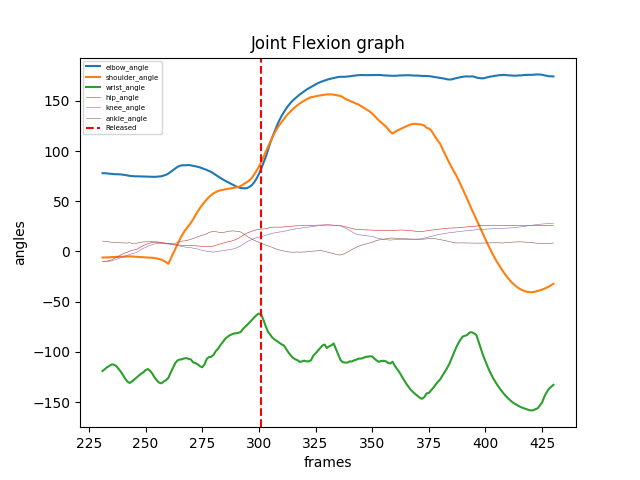 Joint Flexion graph
elbow_angle
shoulder_angle
wrist_angle
hip_angle
knee_angle
ankle_angle
Released
angles
150
100
50
0
−50
−100
−150
225 250 275 300 325 350 375 400 425
frames